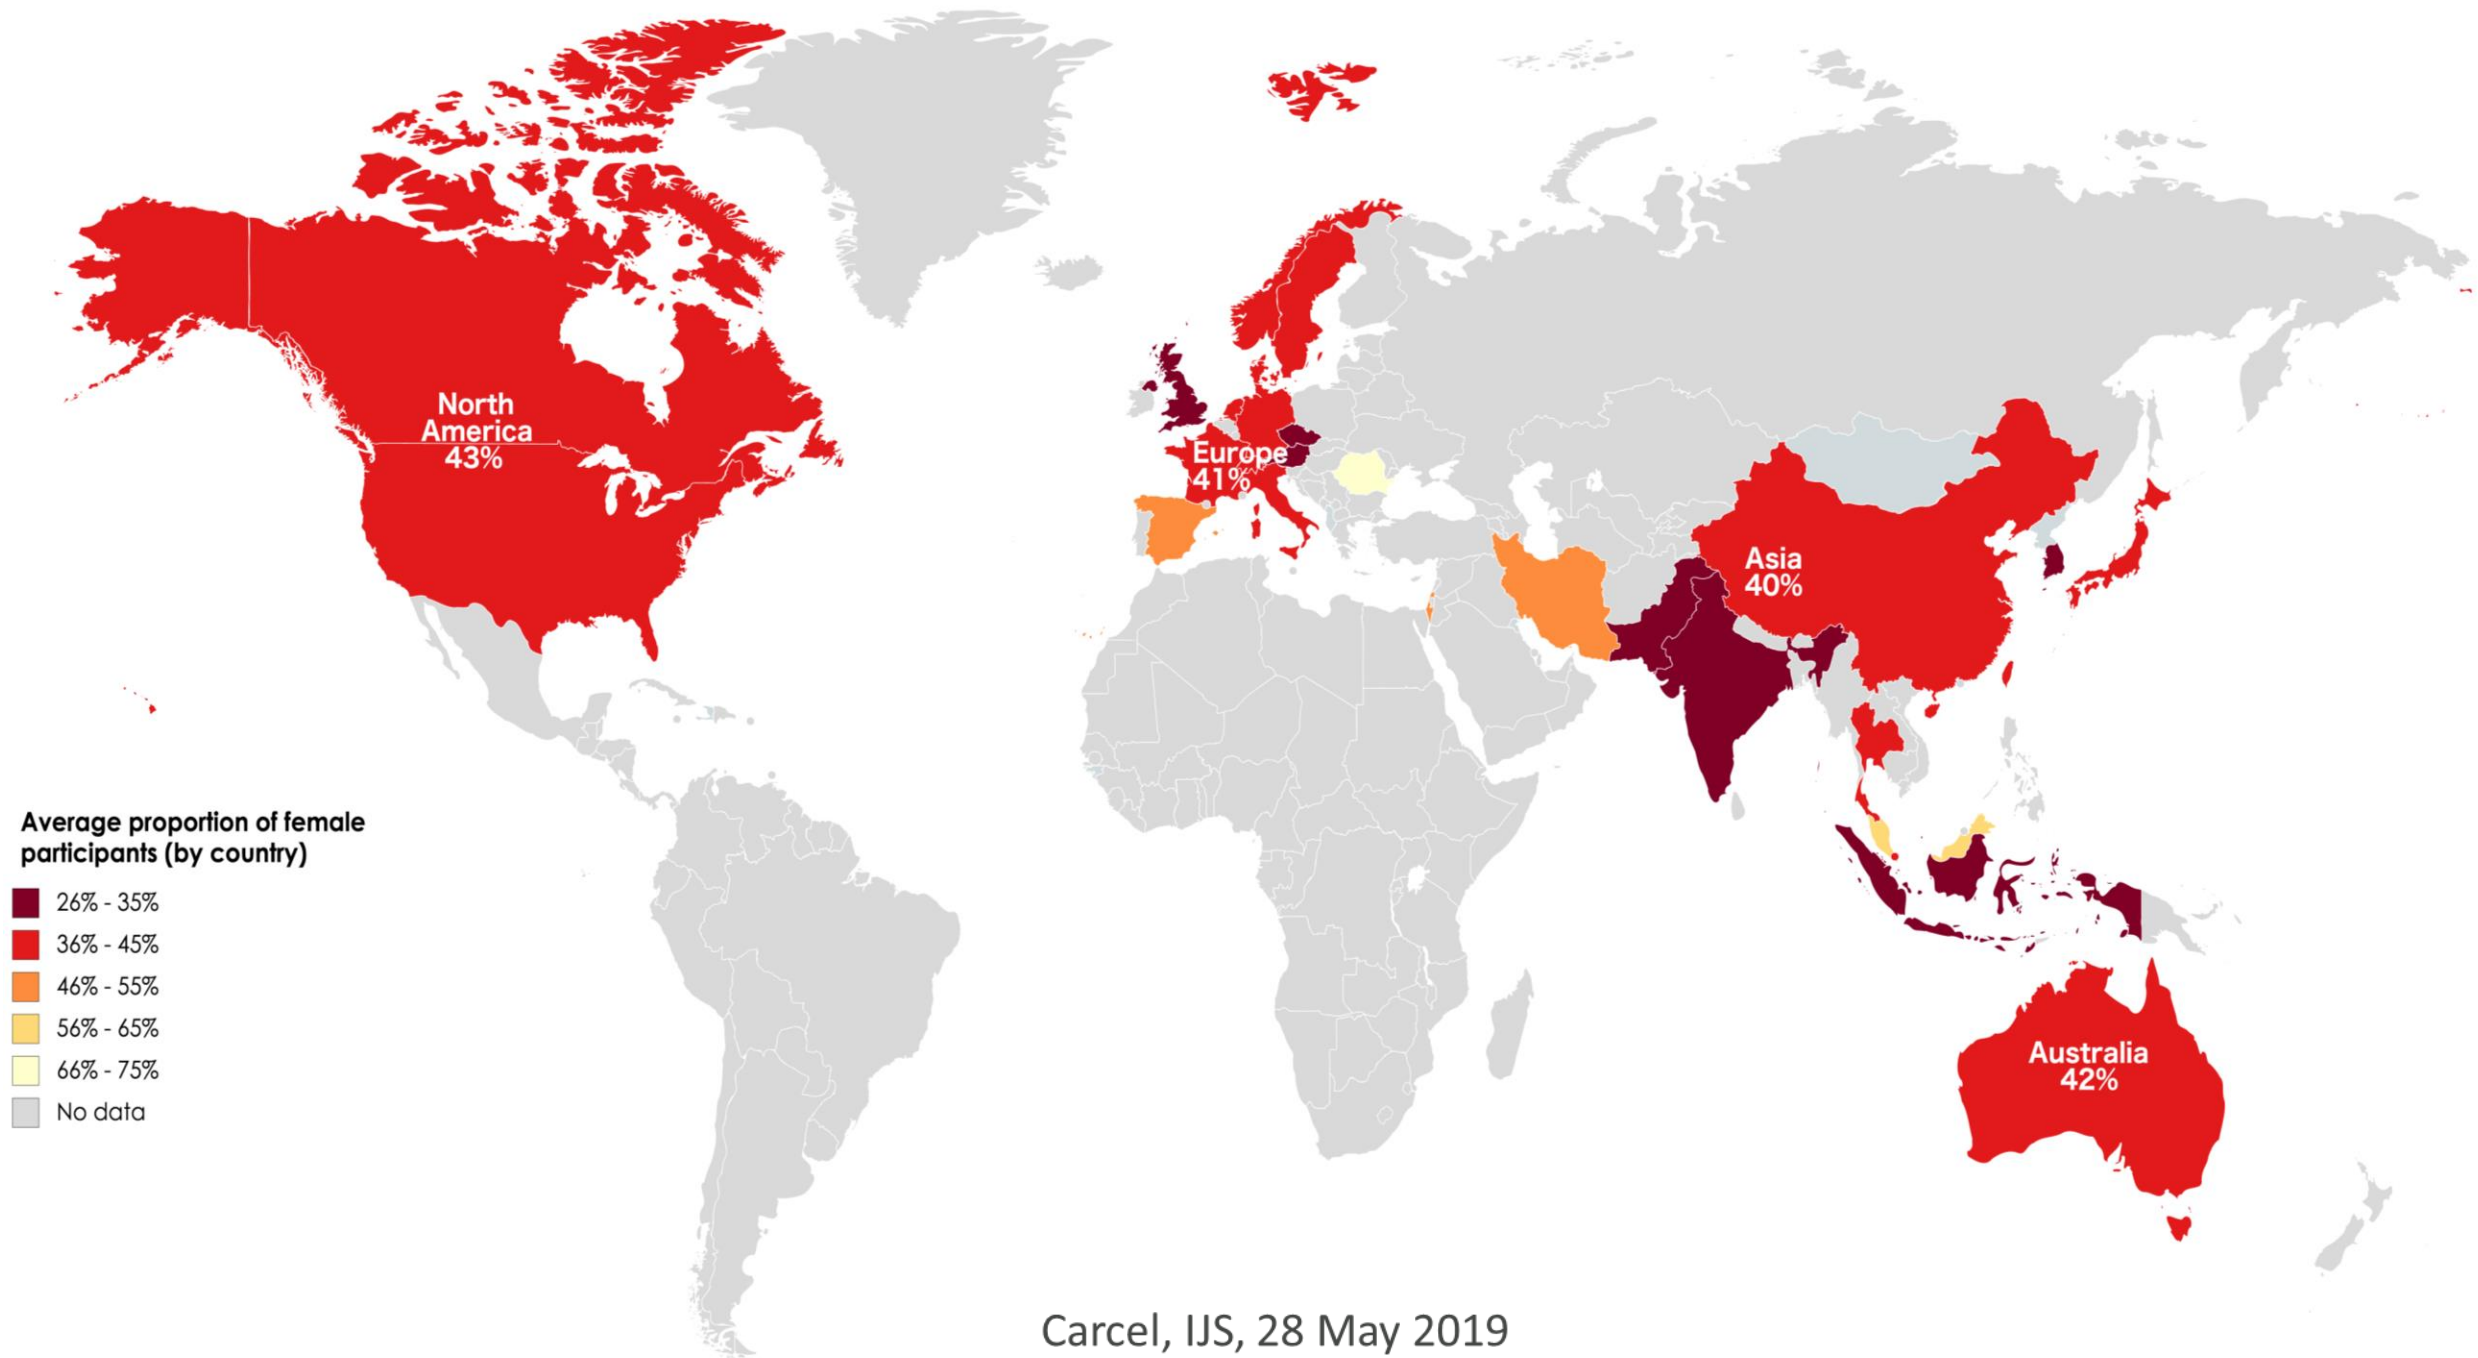 North
America
43%
Europe
41%
Asia
40%
Average proportion of female
participants (by country)
26% - 35%
36% - 45%
46% - 55%
56% - 65%
66% - 75%
No data
Australia
42%
Carcel, IJS, 28 May 2019